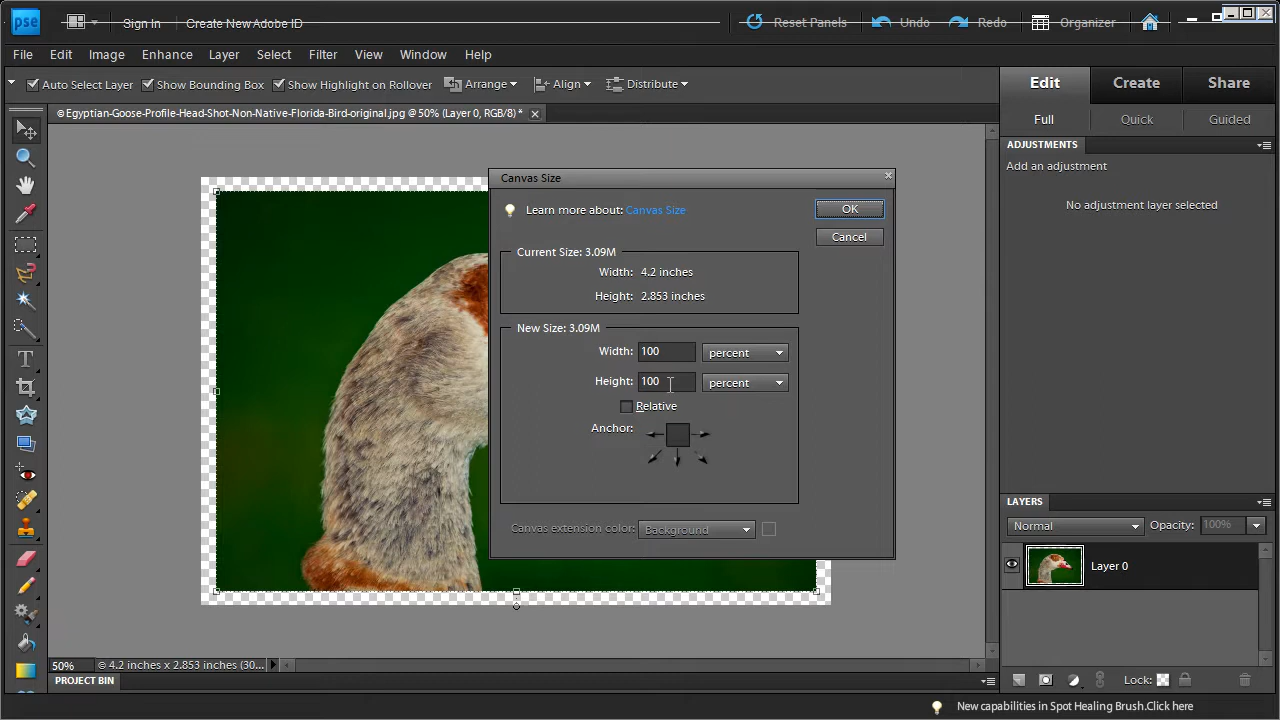 pse
Sign In
Create New Adobe ID
Reset Panels
Undo
Redo
Organizer
File Edit Image Enhance Layer Select Filter View Window Help
Auto Select Layer Show Bounding Box Show Highlight on Rollover Arrange Align Distribute
Edit Create Share
©Egyptian-Goose-Profile-Head-Shot-Non-Native-Florida-Bird-original.jpg @ 50% (Layer 0, RGB/8) *
Full Quick Guided
ADJUSTMENTS
Add an adjustment
No adjustment layer selected
Canvas Size
Learn more about: Canvas Size
OK
Cancel
Current Size: 3.09M
Width: 4.2 inches
Height: 2.853 inches
New Size: 3.09M
Width: 100 percent
Height: 100 percent
Relative
Anchor:
Canvas extension color: Background
T
LAYERS
Normal Opacity: 100%
Layer 0
Lock:
50% © 4.2 inches x 2.853 inches (30...
PROJECT BIN
New capabilities in Spot Healing Brush.Click here